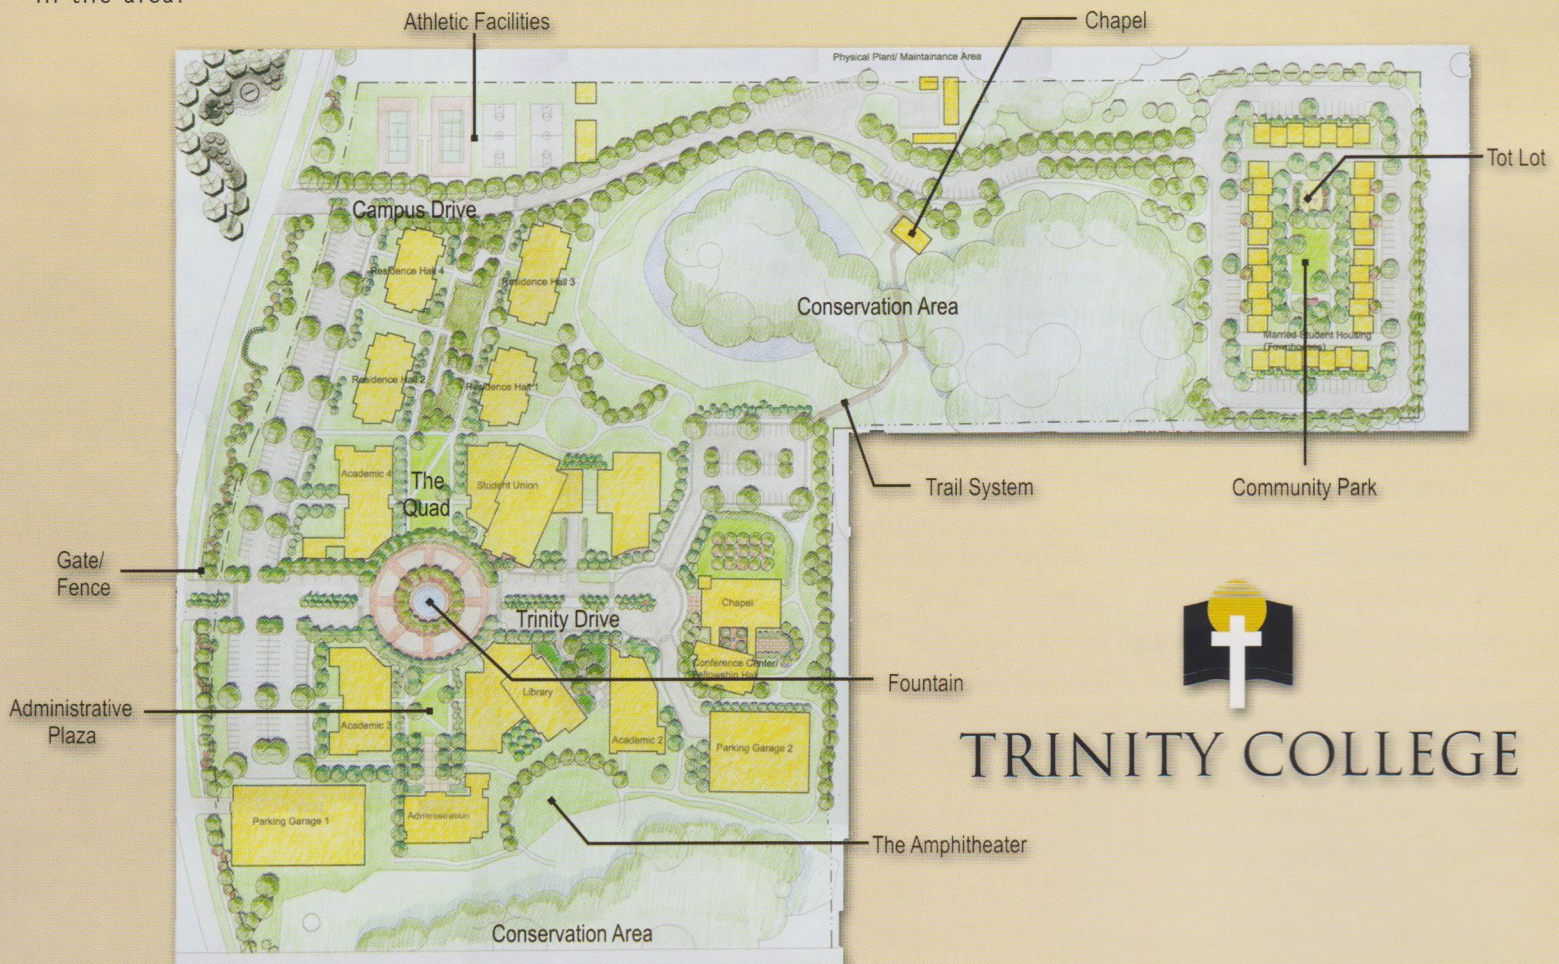 in the area.
Athletic Facilities
Chapel
Physical Plant/ Maintainance Area
Tot Lot
Campus Drive
Residence Hall 4
Residence Hall 3
Conservation Area
Married Student Housing
(Townhouses)
Residence Hall 2
Residence Hall 1
Academic 4
The
Quad
Student Union
Trail System
Community Park
Gate/
Fence
Chapel
Trinity Drive
Conference Center/
Fellowship Hall
Library
Fountain
Administrative
Plaza
Academic 3
Academic 2
Parking Garage 2
TRINITY COLLEGE
Parking Garage 1
Administration
The Amphitheater
Conservation Area